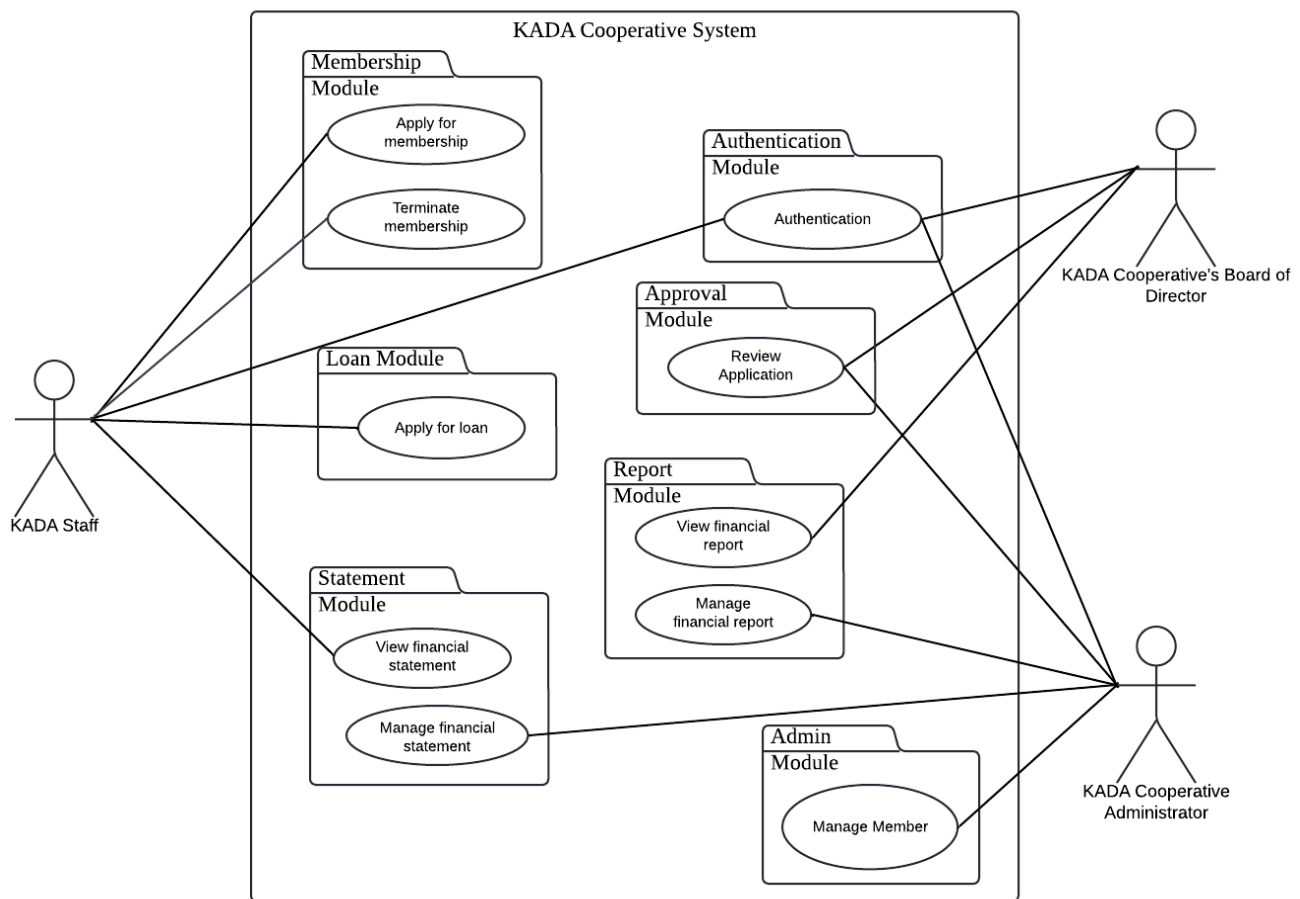 KADA Cooperative System
Membership
Module
Apply for
membership
Terminate
membership
Authentication
Module
Authentication
KADA Cooperative's Board of
Director
Approval
Module
Review
Application
Loan Module
Apply for loan
KADA Staff
Report
Module
View financial
report
Manage
financial report
Statement
Module
View financial
statement
Manage financial
statement
Admin
Module
Manage Member
KADA Cooperative
Administrator